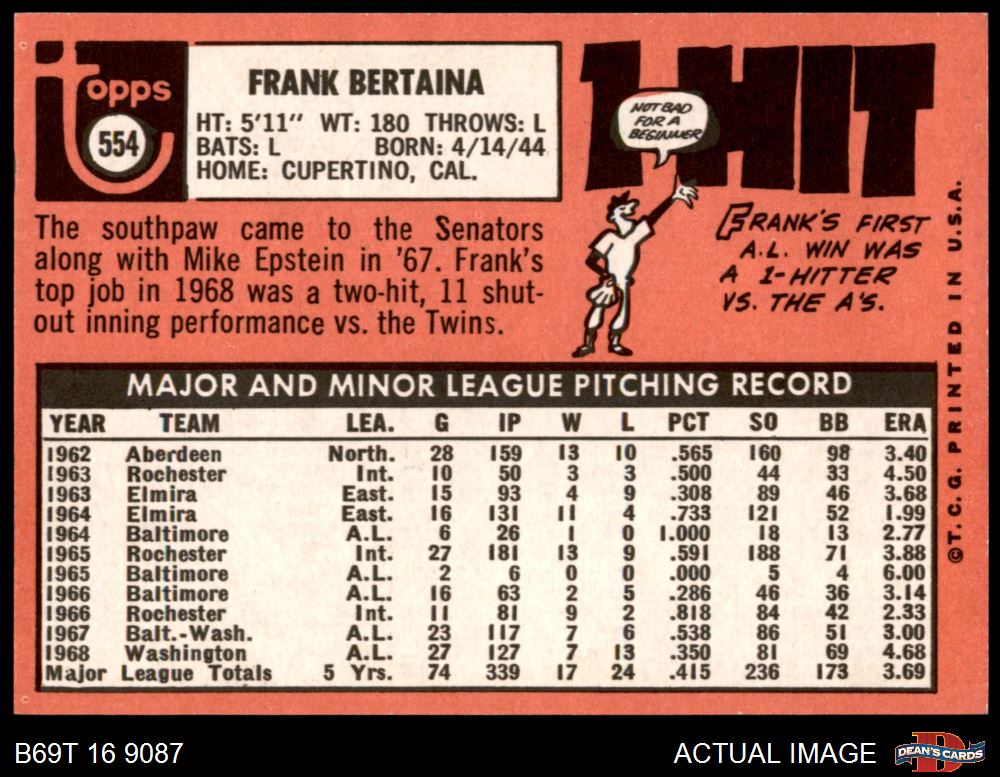 Topps
554
FRANK BERTAINA
HT: 5'11" WT: 180 THROWS: L
BATS: L BORN: 4/14/44
HOME: CUPERTINO, CAL.
1-HIT
NOT BAD
FOR A
BEGINNER
The southpaw came to the Senators
along with Mike Epstein in '67. Frank's
top job in 1968 was a two-hit, 11 shut-
out inning performance vs. the Twins.
FRANK'S FIRST
A.L. WIN WAS
A 1-HITTER
VS. THE A'S.
MAJOR AND MINOR LEAGUE PITCHING RECORD
YEAR TEAM LEA. G IP W L PCT SO BB ERA
1962 Aberdeen North. 28 159 13 10 .565 160 98 3.40
1963 Rochester Int. 10 50 3 3 .500 44 33 4.50
1963 Elmira East. 15 93 4 9 .308 89 46 3.68
1964 Elmira East. 16 131 11 4 .733 121 52 1.99
1964 Baltimore A.L. 6 26 1 0 1.000 18 13 2.77
1965 Rochester Int. 27 181 13 9 .591 188 71 3.88
1965 Baltimore A.L. 2 6 0 0 .000 5 4 6.00
1966 Baltimore A.L. 16 63 2 5 .286 46 36 3.14
1966 Rochester Int. 11 81 9 2 .818 84 42 2.33
1967 Balt.-Wash. A.L. 23 117 7 6 .538 86 51 3.00
1968 Washington A.L. 27 127 7 13 .350 81 69 4.68
Major League Totals 5 Yrs. 74 339 17 24 .415 236 173 3.69
©T.C.G. PRINTED IN U.S.A.
B69T 16 9087
ACTUAL IMAGE
D
DEAN'S CARDS